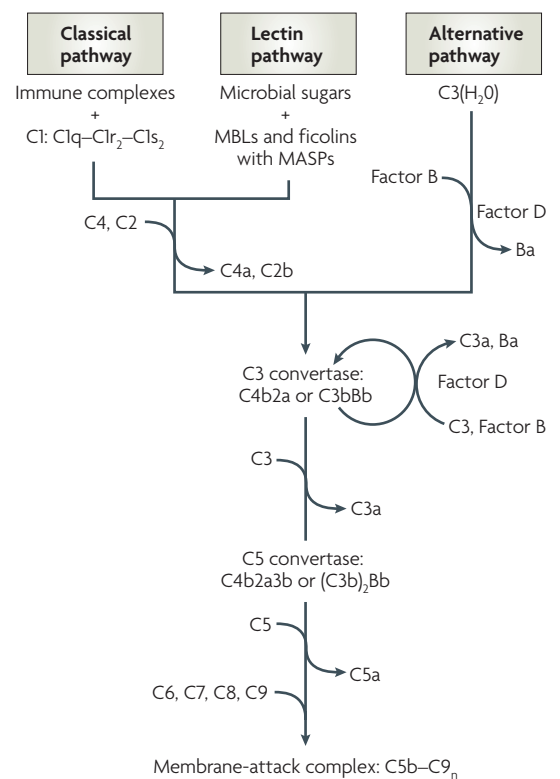 Classical
pathway
Lectin
pathway
Alternative
pathway
Immune complexes
+
C1: C1q–C1r₂–C1s₂
Microbial sugars
+
MBLs and ficolins
with MASPs
C3(H₂0)
Factor B
Factor D
Ba
C4, C2
C4a, C2b
C3 convertase:
C4b2a or C3bBb
C3a, Ba
Factor D
C3, Factor B
C3
C3a
C5 convertase:
C4b2a3b or (C3b)₂Bb
C5
C5a
C6, C7, C8, C9
Membrane-attack complex: C5b–C9ₙ